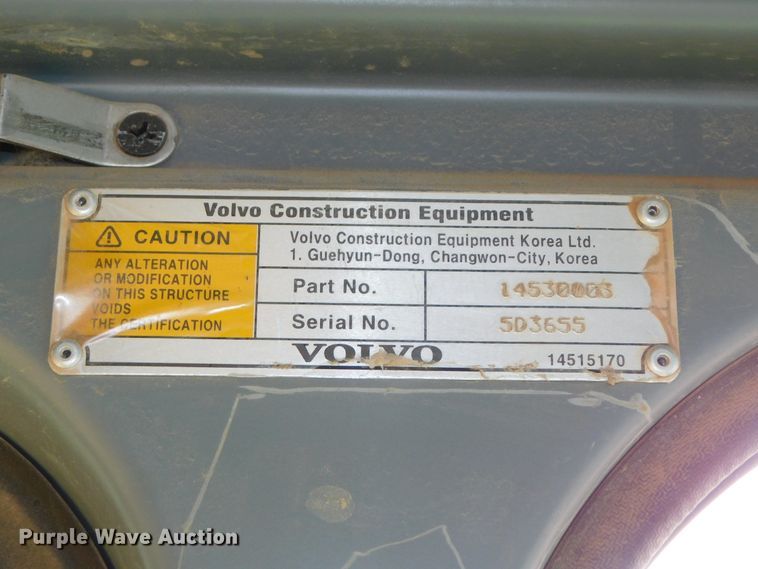 Volvo Construction Equipment
⚠ CAUTION
ANY ALTERATION
OR MODIFICATION
ON THIS STRUCTURE
VOIDS
THE CERTIFICATION
Volvo Construction Equipment Korea Ltd.
1. Guehyun-Dong, Changwon-City, Korea
Part No. 14530003
Serial No. 5D3655
VOLVO 14515170
Purple Wave Auction